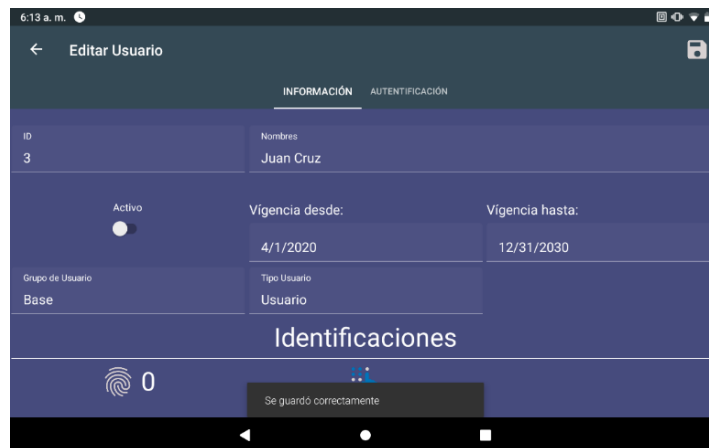 6:13 a. m.
Editar Usuario
INFORMACIÓN AUTENTIFICACIÓN
ID
3
Nombres
Juan Cruz
Activo
Vígencia desde:
4/1/2020
Vígencia hasta:
12/31/2030
Grupo de Usuario
Base
Tipo Usuario
Usuario
Identificaciones
0
Se guardó correctamente